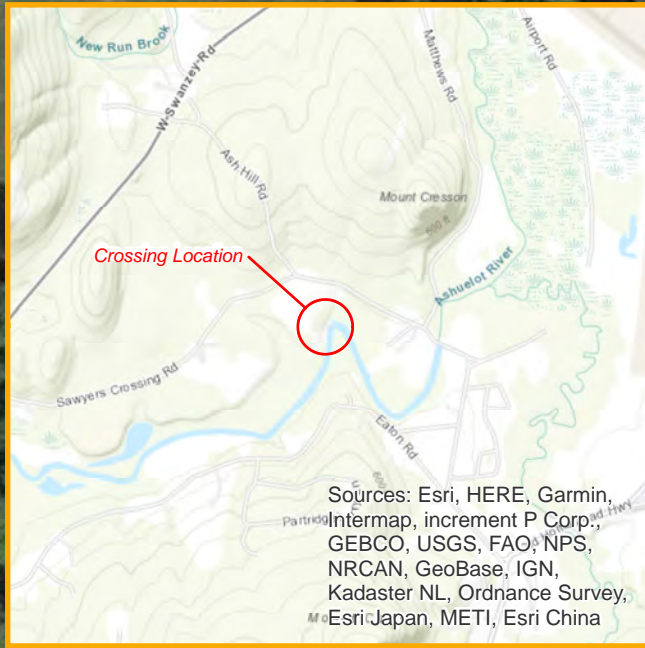 New Run Brook
W-Swanzey-Rd
Matthews Rd
Airport Rd
Ash Hill Rd
Mount Cresson
600 ft
Crossing Location
Ashuelot River
Sawyers Crossing Rd
Eaton Rd
Sources: Esri, HERE, Garmin,
Intermap, increment P Corp.,
GEBCO, USGS, FAO, NPS,
NRCAN, GeoBase, IGN,
Kadaster NL, Ordnance Survey,
Esri Japan, METI, Esri China